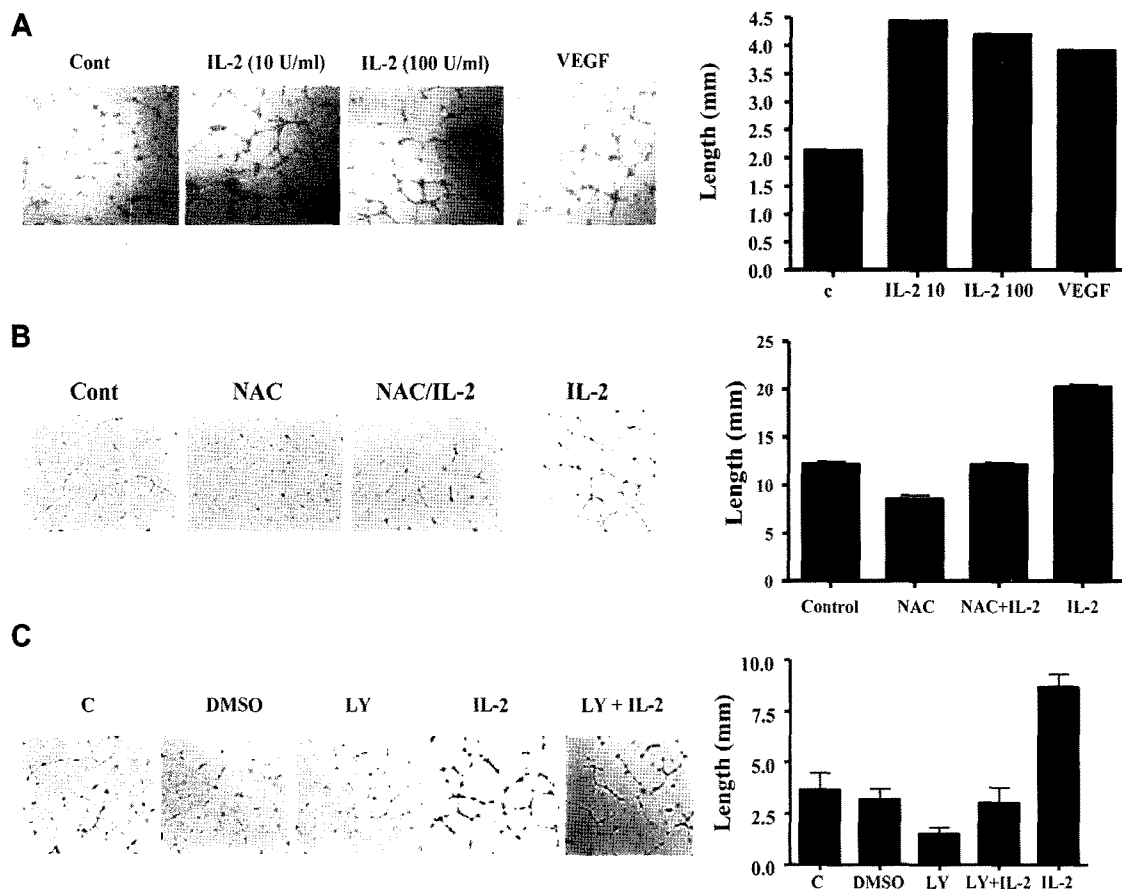 A
Cont IL-2 (10 U/ml) IL-2 (100 U/ml) VEGF
Length (mm)
4.5
4.0
3.5
3.0
2.5
2.0
1.5
1.0
0.5
0.0
c IL-2 10 IL-2 100 VEGF
B
Cont NAC NAC/IL-2 IL-2
Length (mm)
25
20
15
10
5
0
Control NAC NAC+IL-2 IL-2
C
C DMSO LY IL-2 LY + IL-2
Length (mm)
10.0
7.5
5.0
2.5
0.0
C DMSO LY LY+IL-2 IL-2